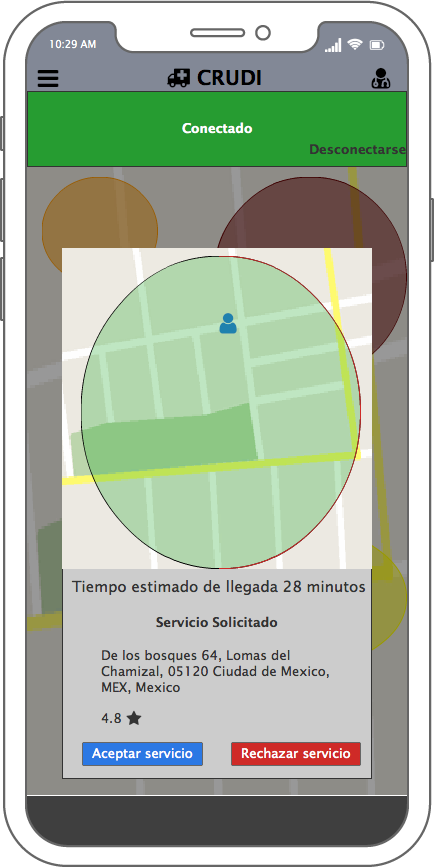 10:29 AM
CRUDI
Conectado
Desconectarse
Tiempo estimado de llegada 28 minutos
Servicio Solicitado
De los bosques 64, Lomas del
Chamizal, 05120 Ciudad de Mexico,
MEX, Mexico
4.8
Aceptar servicio
Rechazar servicio